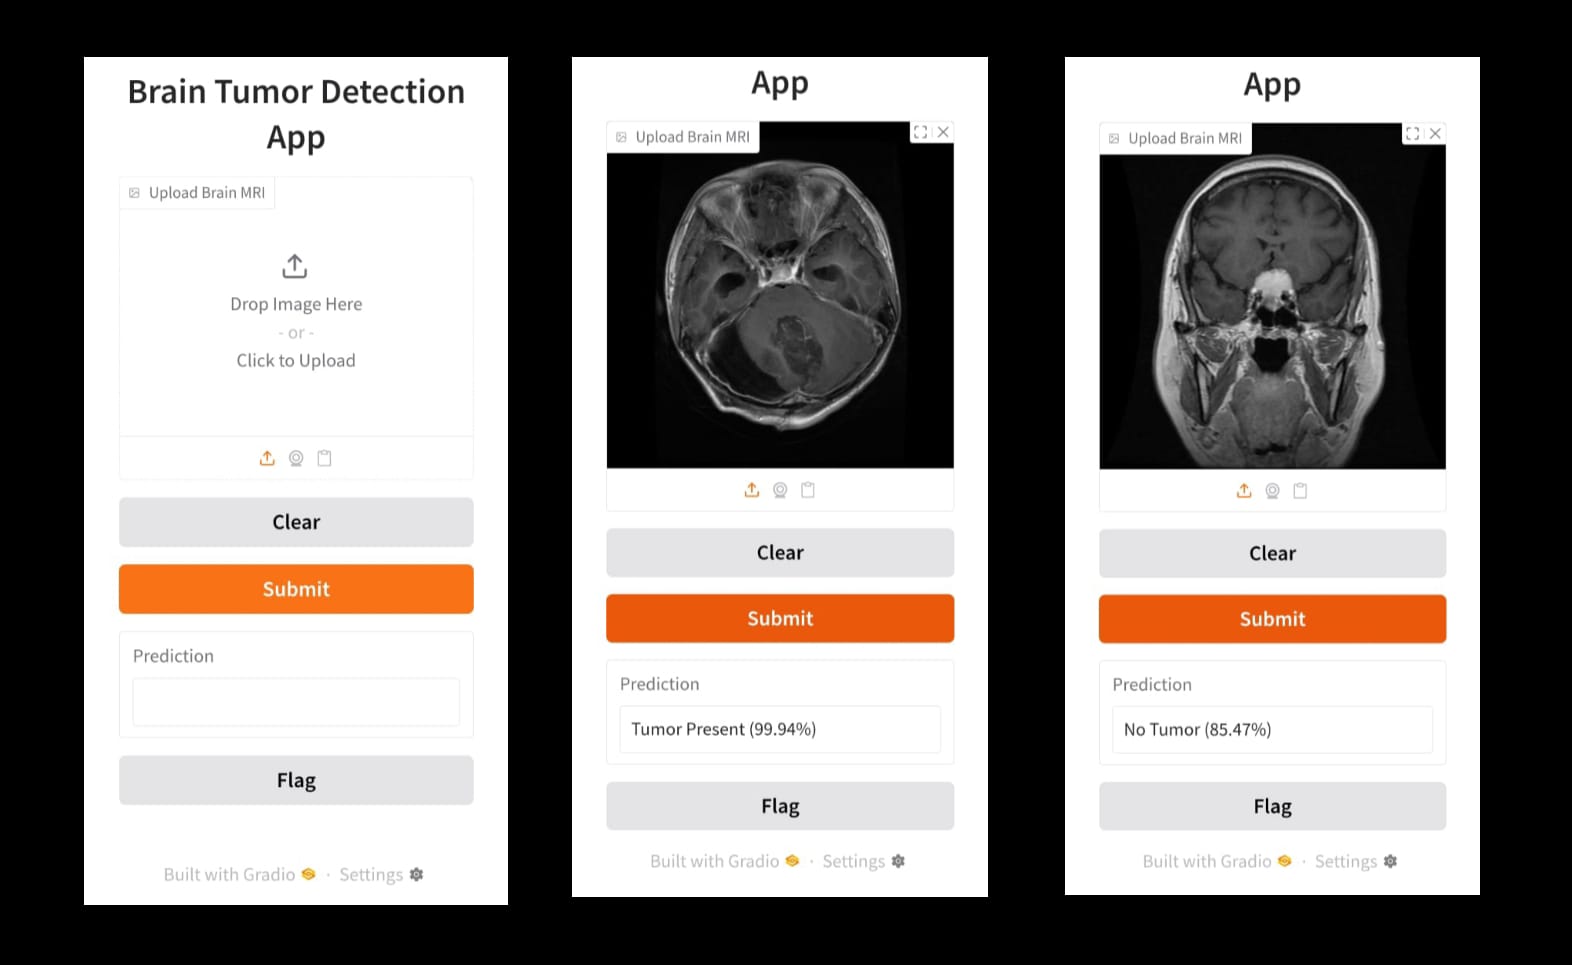 Brain Tumor Detection
App
Upload Brain MRI
Drop Image Here
- or -
Click to Upload
Clear
Submit
Prediction
Flag
Built with Gradio · Settings
App
Upload Brain MRI
Clear
Submit
Prediction
Tumor Present (99.94%)
Flag
Built with Gradio · Settings
App
Upload Brain MRI
Clear
Submit
Prediction
No Tumor (85.47%)
Flag
Built with Gradio · Settings